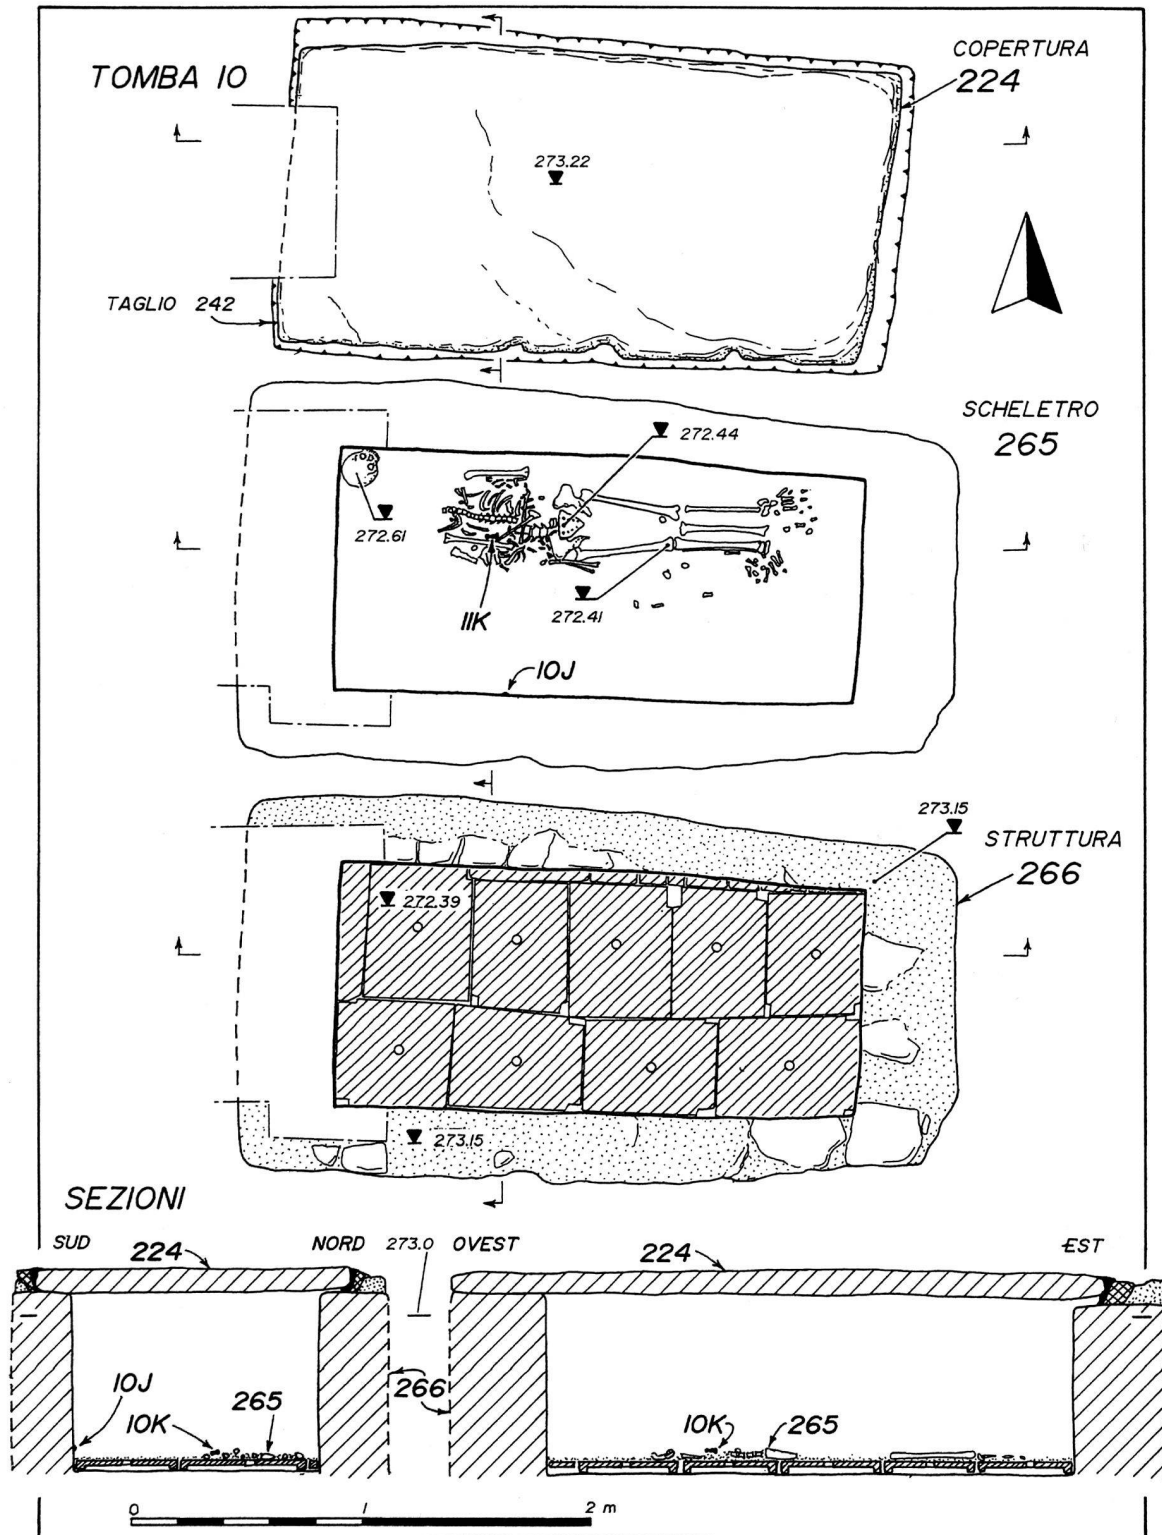 TOMBA 10
COPERTURA
224
273.22
TAGLIO 242
SCHELETRO
265
272.44
272.61
11K
272.41
10J
273.15
STRUTTURA
266
272.39
273.15
SEZIONI
SUD 224 NORD 273.0 OVEST 224 EST
10J
10K 265 266 10K 265
0 1 2 m